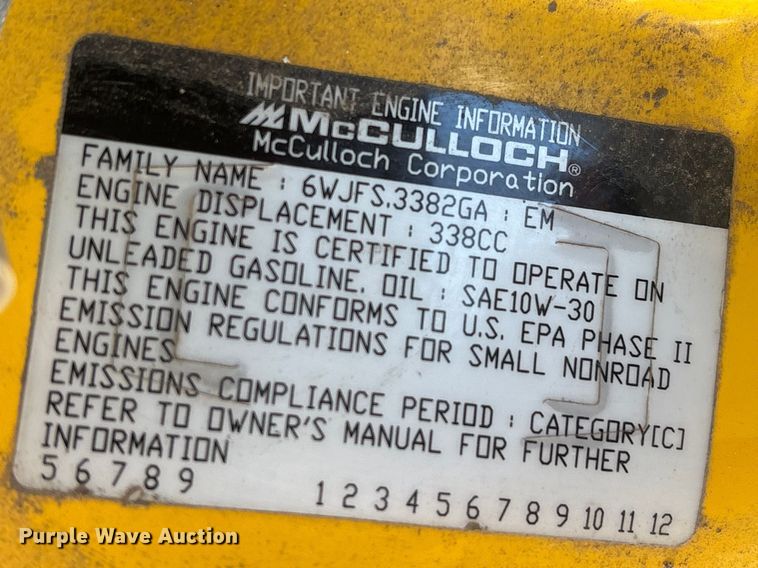 IMPORTANT ENGINE INFORMATION
McCULLOCH®
McCulloch Corporation
FAMILY NAME : 6WJFS.3382GA : EM
ENGINE DISPLACEMENT : 338CC
THIS ENGINE IS CERTIFIED TO OPERATE ON
UNLEADED GASOLINE. OIL : SAE10W-30
THIS ENGINE CONFORMS TO U.S. EPA PHASE II
EMISSION REGULATIONS FOR SMALL NONROAD
ENGINES
EMISSIONS COMPLIANCE PERIOD : CATEGORY[C]
REFER TO OWNER'S MANUAL FOR FURTHER
INFORMATION
5 6 7 8 9 1 2 3 4 5 6 7 8 9 10 11 12
Purple Wave Auction